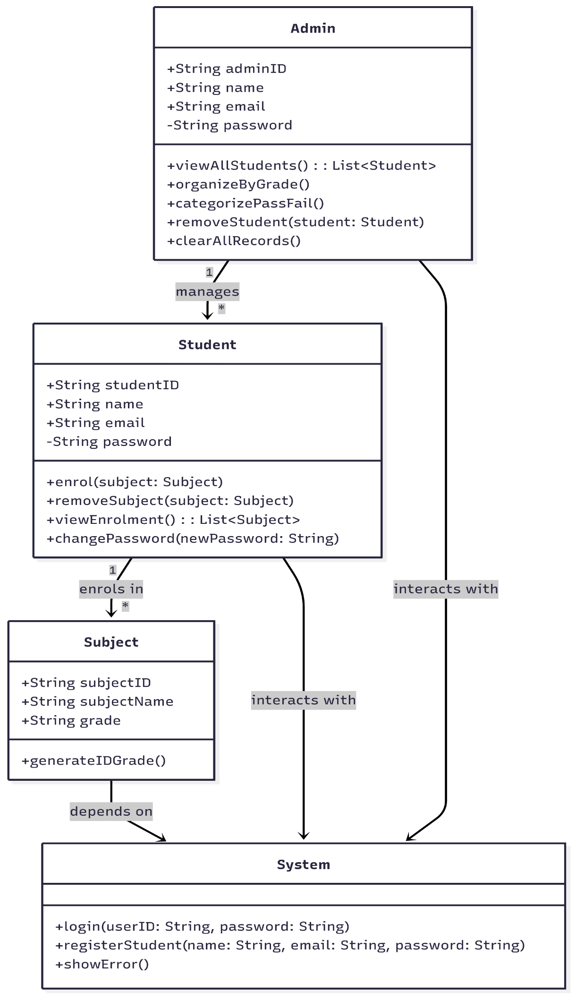 Admin
+String adminID
+String name
+String email
-String password
+viewAllStudents() : : List<Student>
+organizeByGrade()
+categorizePassFail()
+removeStudent(student: Student)
+clearAllRecords()
1
manages
*
Student
+String studentID
+String name
+String email
-String password
+enrol(subject: Subject)
+removeSubject(subject: Subject)
+viewEnrolment() : : List<Subject>
+changePassword(newPassword: String)
1
enrols in
interacts with
*
Subject
+String subjectID
+String subjectName
+String grade
+generateIDGrade()
interacts with
depends on
System
+login(userID: String, password: String)
+registerStudent(name: String, email: String, password: String)
+showError()